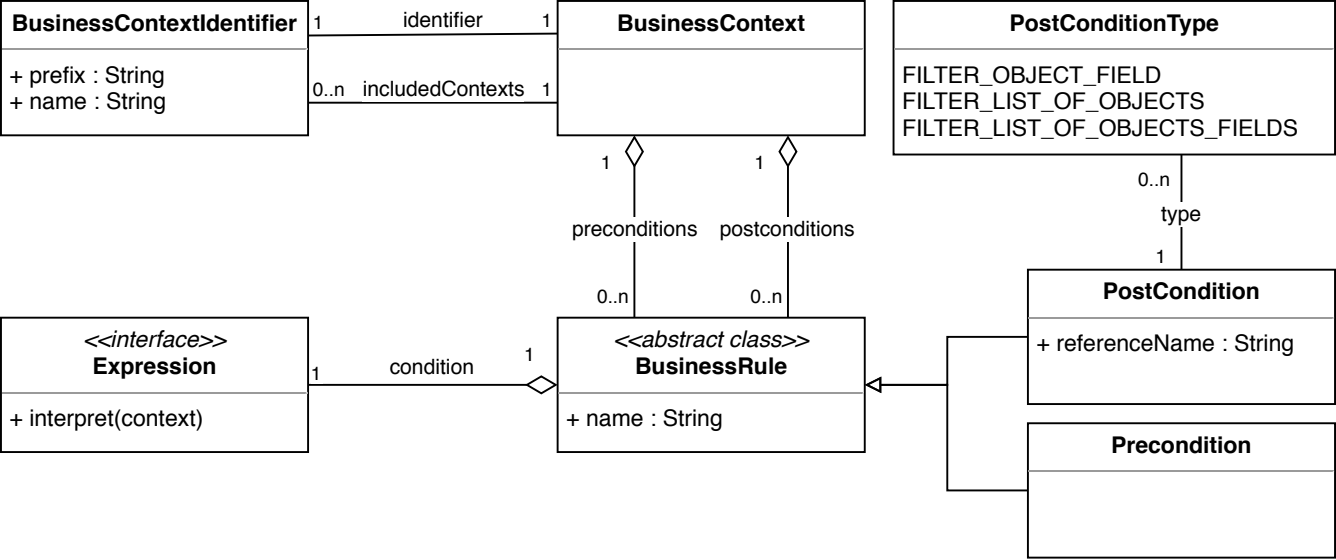 BusinessContextIdentifier
+ prefix : String
+ name : String
1
identifier
1
0..n
includedContexts
1
BusinessContext
PostConditionType
FILTER_OBJECT_FIELD
FILTER_LIST_OF_OBJECTS
FILTER_LIST_OF_OBJECTS_FIELDS
1
preconditions
0..n
1
postconditions
0..n
0..n
type
1
<<interface>>
Expression
+ interpret(context)
1
condition
1
<<abstract class>>
BusinessRule
+ name : String
PostCondition
+ referenceName : String
Precondition